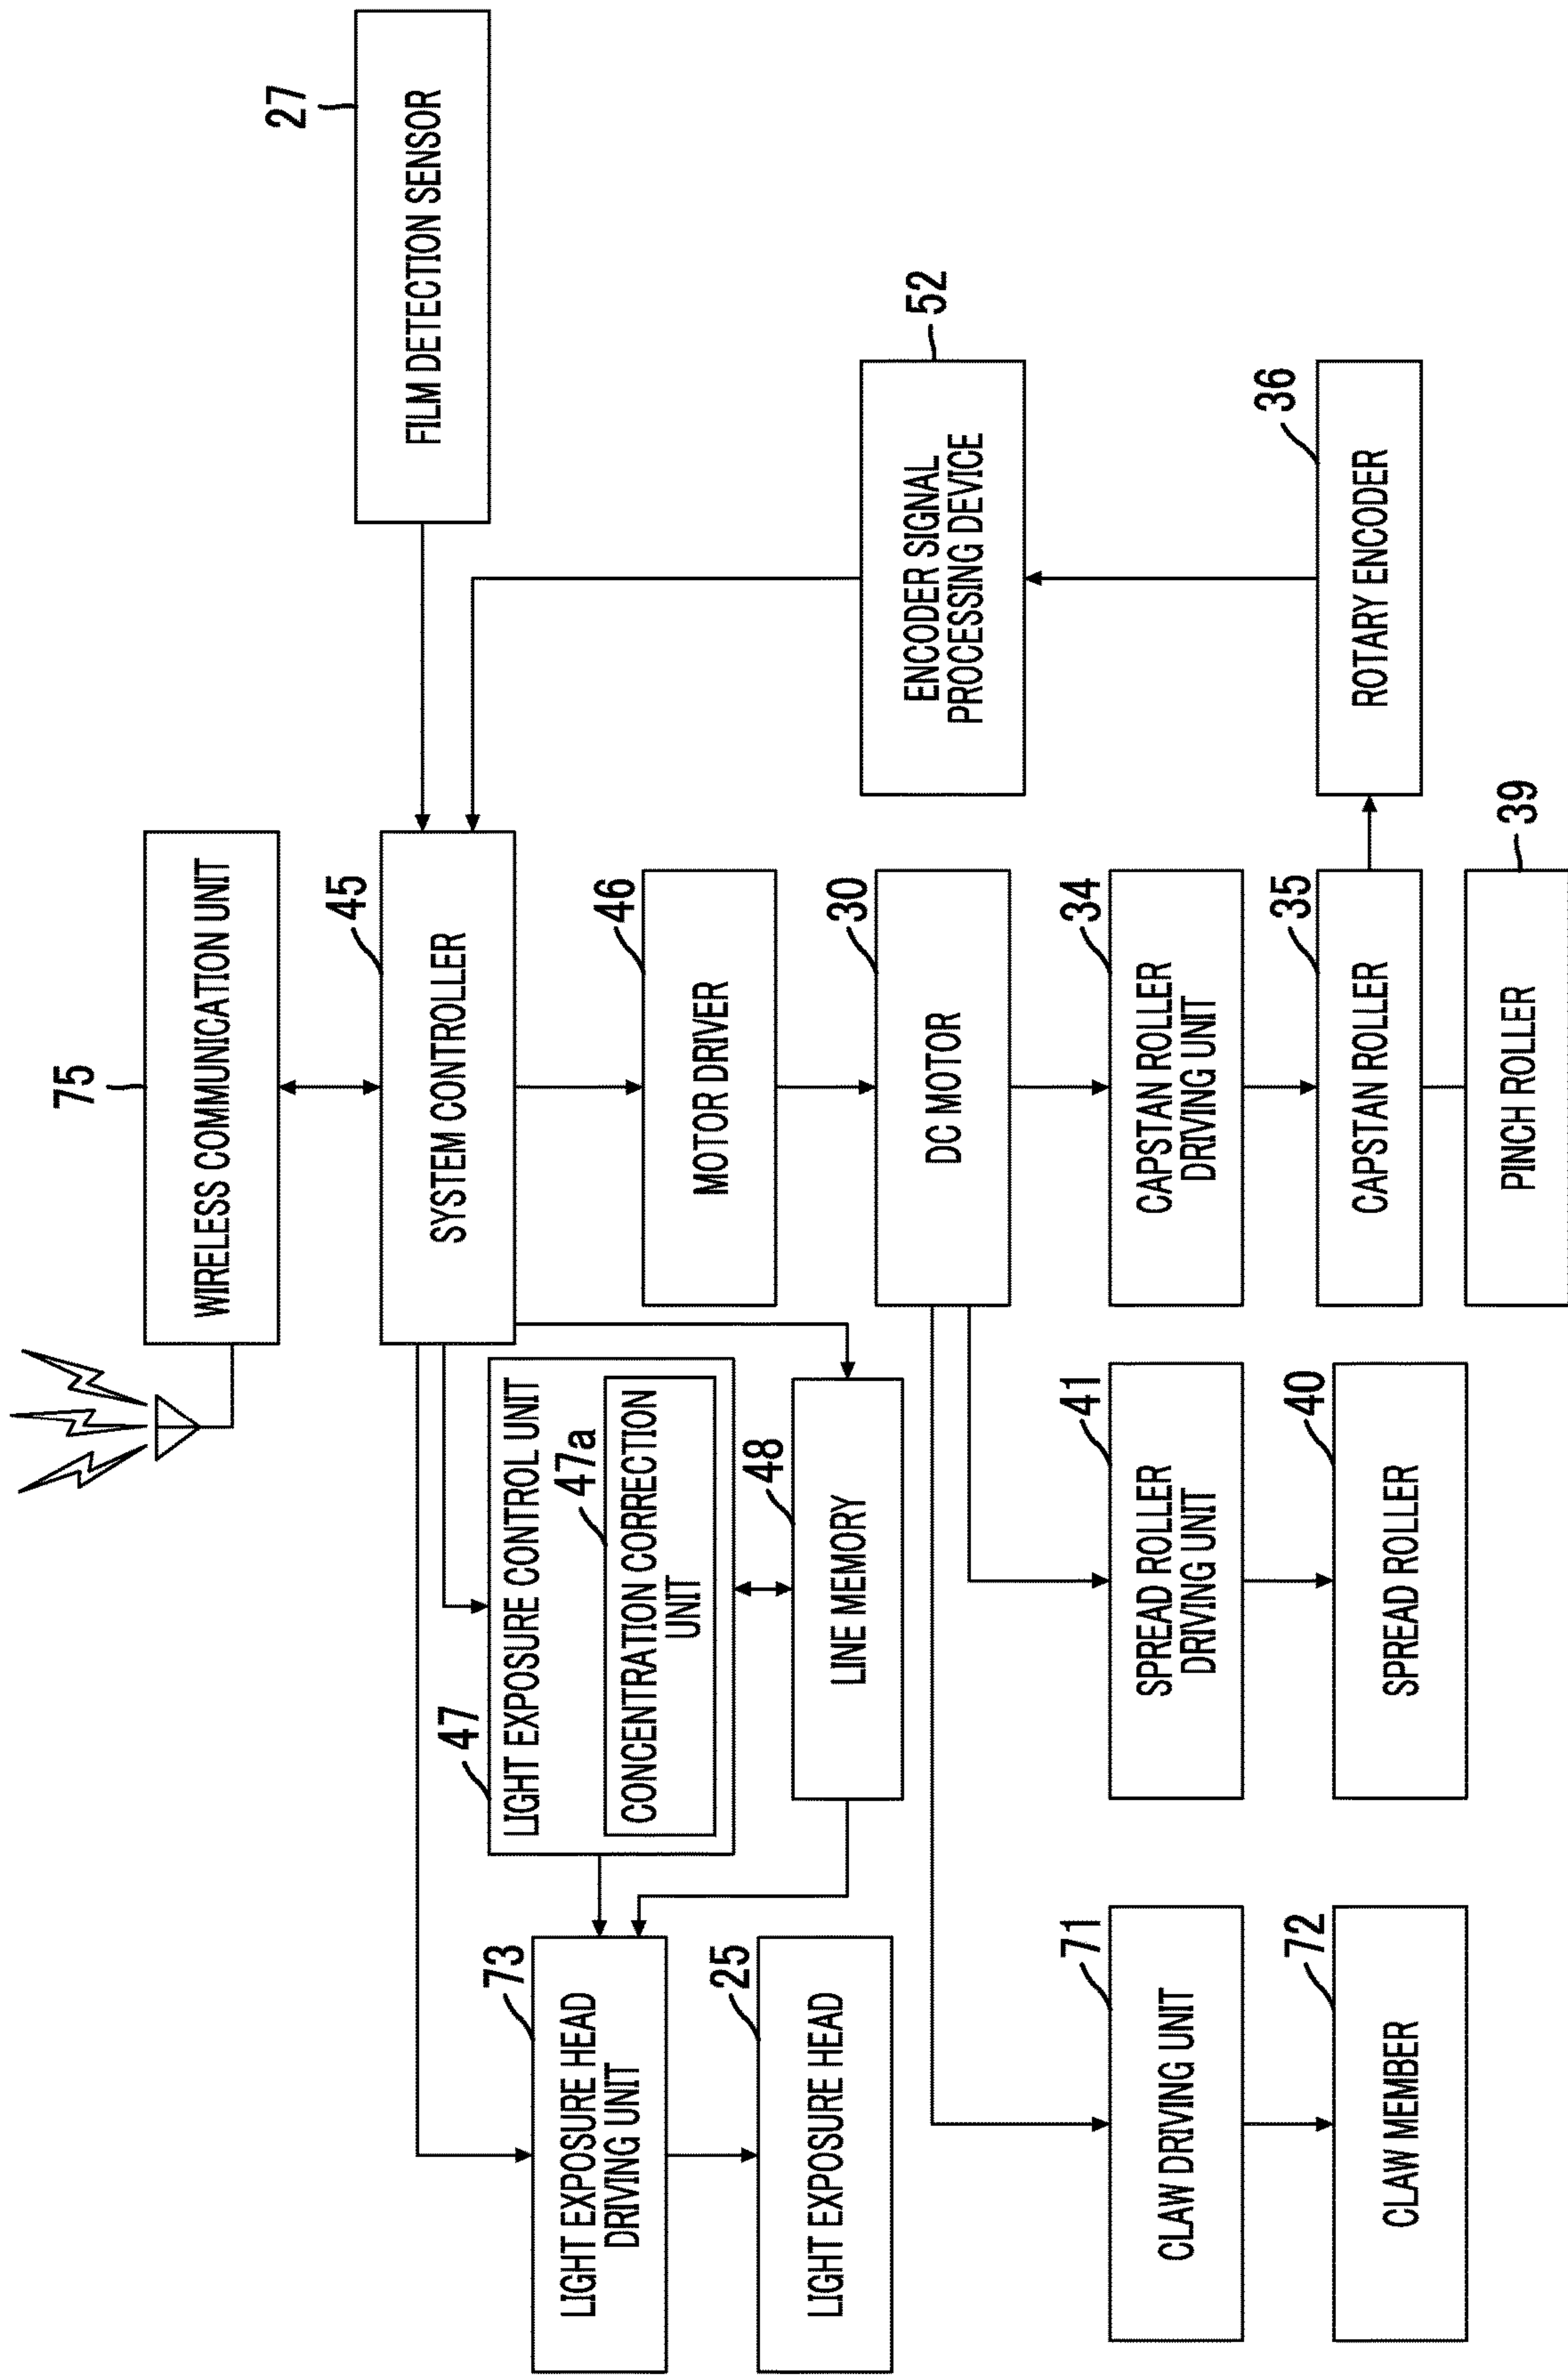 75
WIRELESS COMMUNICATION UNIT
27
FILM DETECTION SENSOR
45
SYSTEM CONTROLLER
47
LIGHT EXPOSURE CONTROL UNIT
47a
CONCENTRATION CORRECTION
UNIT
73
LIGHT EXPOSURE HEAD
DRIVING UNIT
46
MOTOR DRIVER
25
LIGHT EXPOSURE HEAD
48
LINE MEMORY
30
DC MOTOR
52
ENCODER SIGNAL
PROCESSING DEVICE
71
CLAW DRIVING UNIT
41
SPREAD ROLLER
DRIVING UNIT
34
CAPSTAN ROLLER
DRIVING UNIT
72
CLAW MEMBER
40
SPREAD ROLLER
35
CAPSTAN ROLLER
36
ROTARY ENCODER
39
PINCH ROLLER